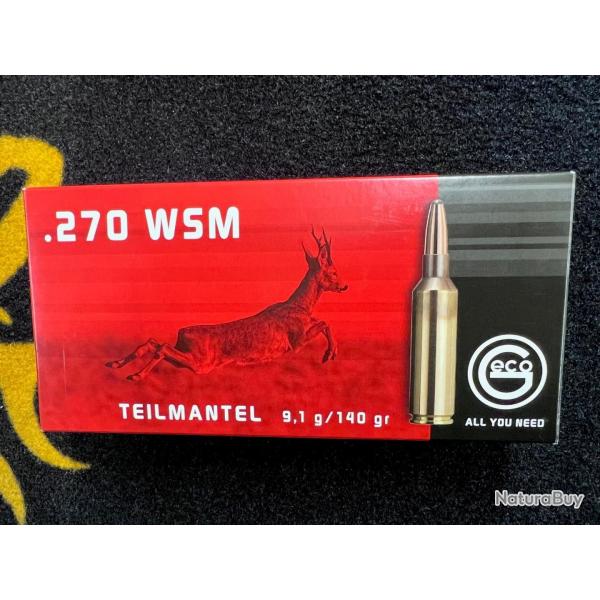 .270 WSM
TEILMANTEL 9,1 g/140 gr
Geco
ALL YOU NEED
NaturaBuy